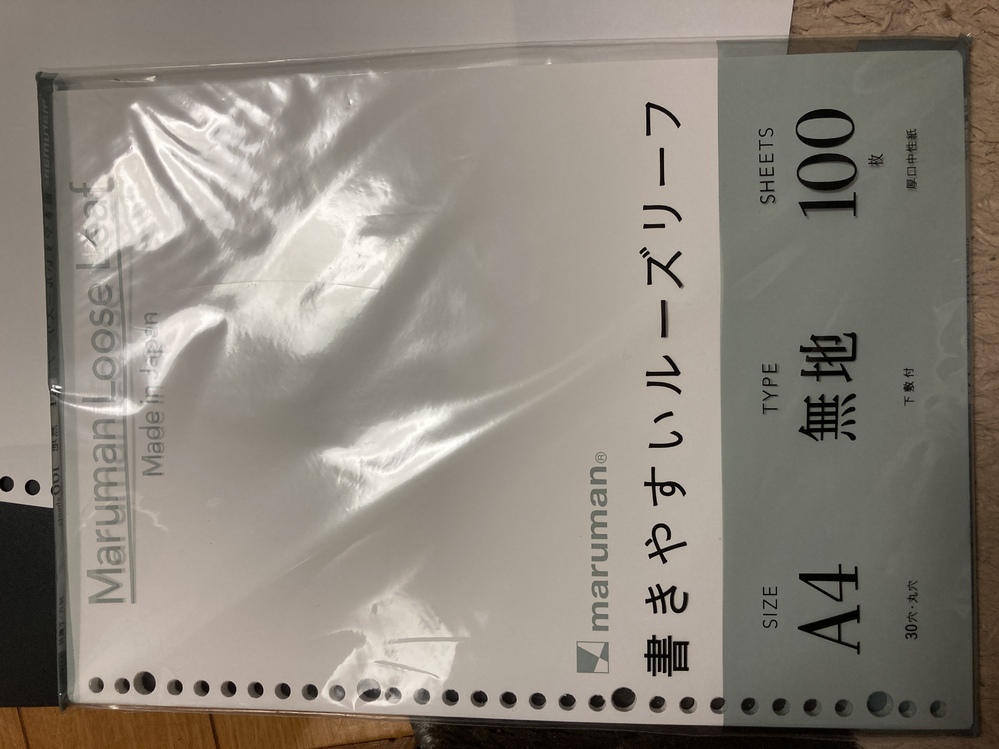 Maruman Loose Leaf
Made in Japan
maruman®
書きやすいルーズリーフ
SIZE
A4
30穴・丸穴
TYPE
無地
下敷付
SHEETS
100
枚
厚口中性紙